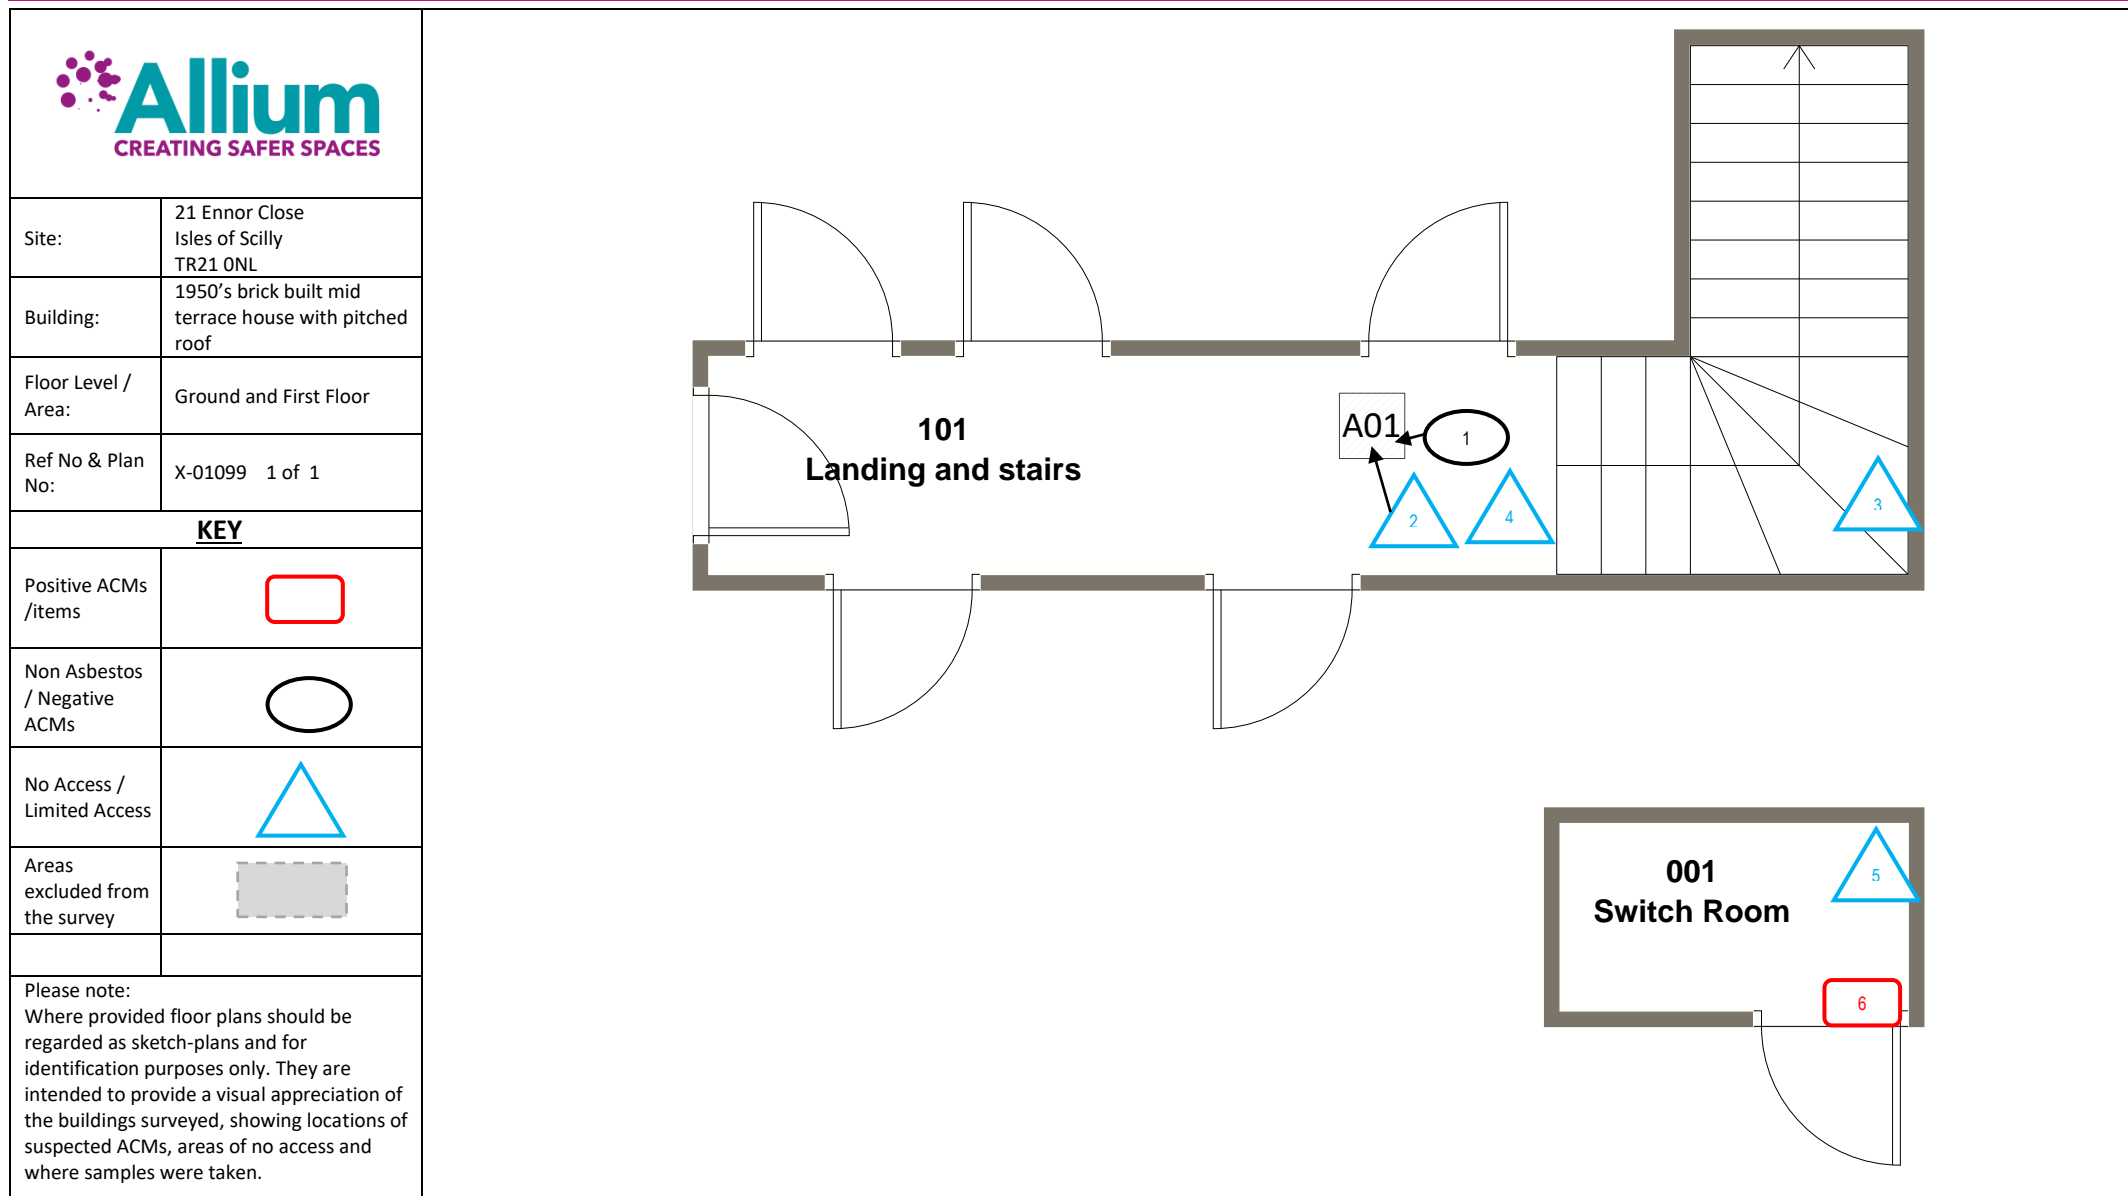 Allium
CREATING SAFER SPACES
Site:
21 Ennor Close
Isles of Scilly
TR21 0NL
Building:
1950’s brick built mid
terrace house with pitched
roof
Floor Level /
Area:
Ground and First Floor
Ref No & Plan
No:
X-01099 1 of 1
KEY
Positive ACMs
/items
Non Asbestos
/ Negative
ACMs
No Access /
Limited Access
Areas
excluded from
the survey
Please note:
Where provided floor plans should be
regarded as sketch-plans and for
identification purposes only. They are
intended to provide a visual appreciation of
the buildings surveyed, showing locations of
suspected ACMs, areas of no access and
where samples were taken.
101
Landing and stairs
A01
1
2
4
3
001
Switch Room
5
6